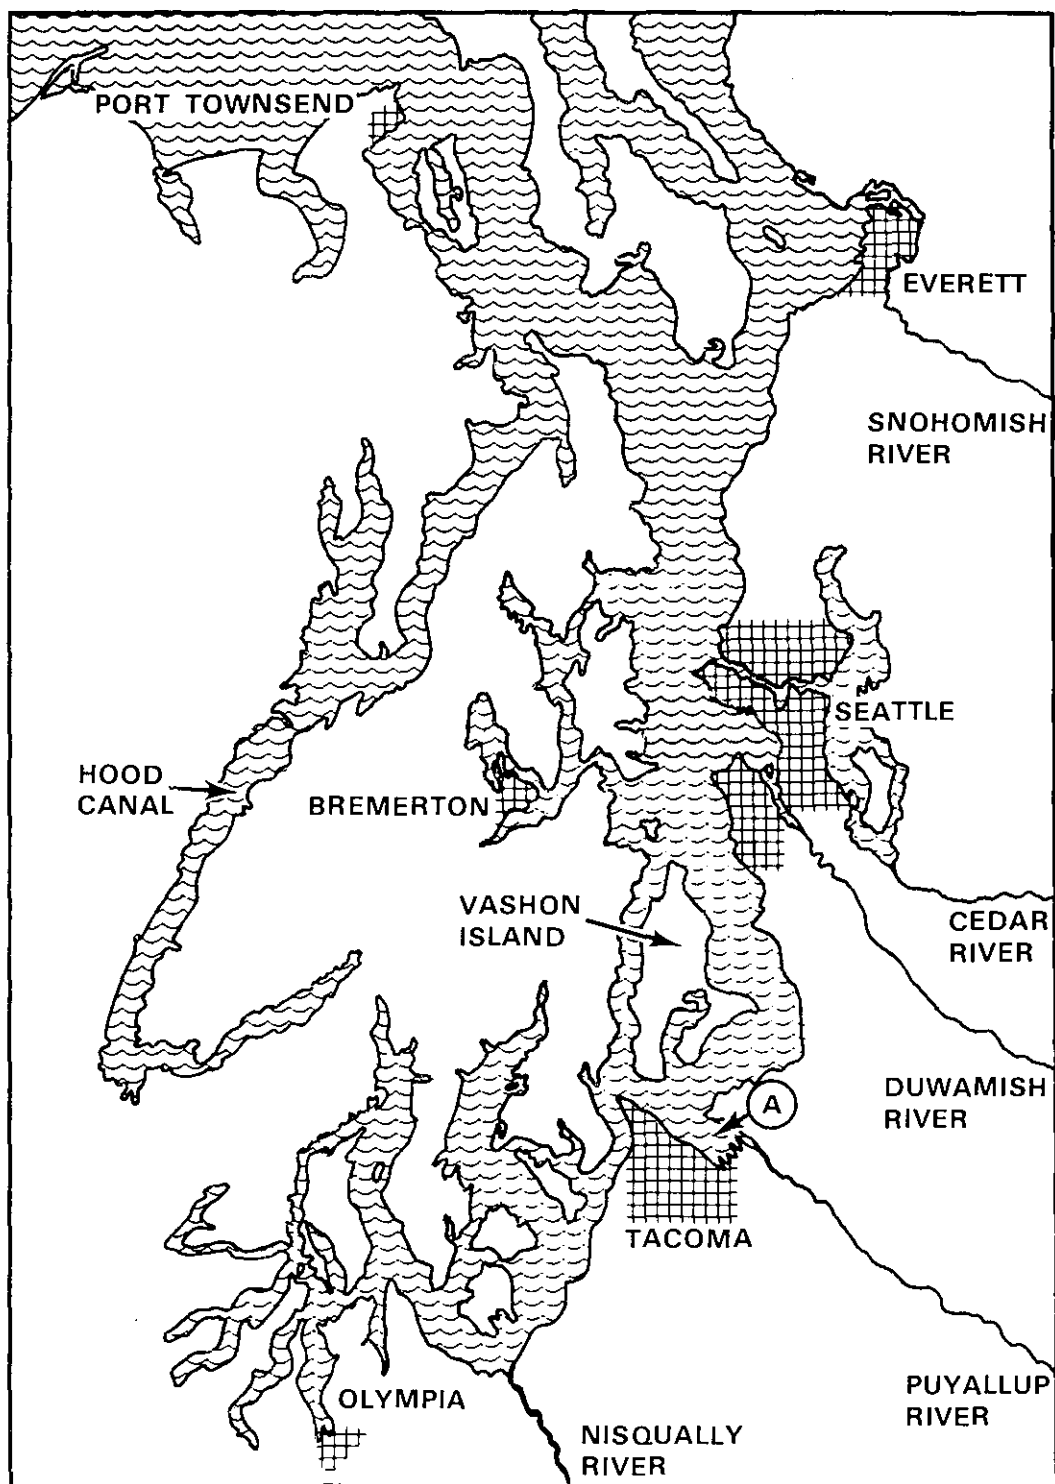 PORT TOWNSEND
EVERETT
SNOHOMISH
RIVER
SEATTLE
HOOD
CANAL
BREMERTON
VASHON
ISLAND
CEDAR
RIVER
DUWAMISH
RIVER
A
TACOMA
PUYALLUP
RIVER
OLYMPIA
NISQUALLY
RIVER